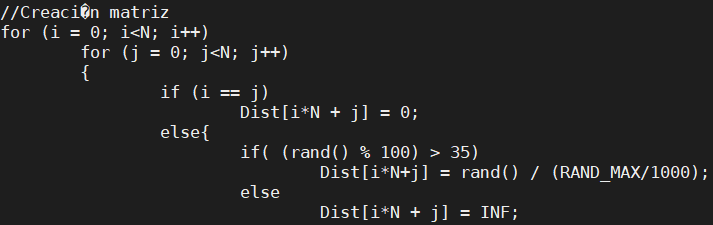 //Creaci�n matriz
for (i = 0; i<N; i++)
        for (j = 0; j<N; j++)
        {
                if (i == j)
                        Dist[i*N + j] = 0;
                else{
                        if( (rand() % 100) > 35)
                                Dist[i*N+j] = rand() / (RAND_MAX/1000);
                        else
                                Dist[i*N + j] = INF;